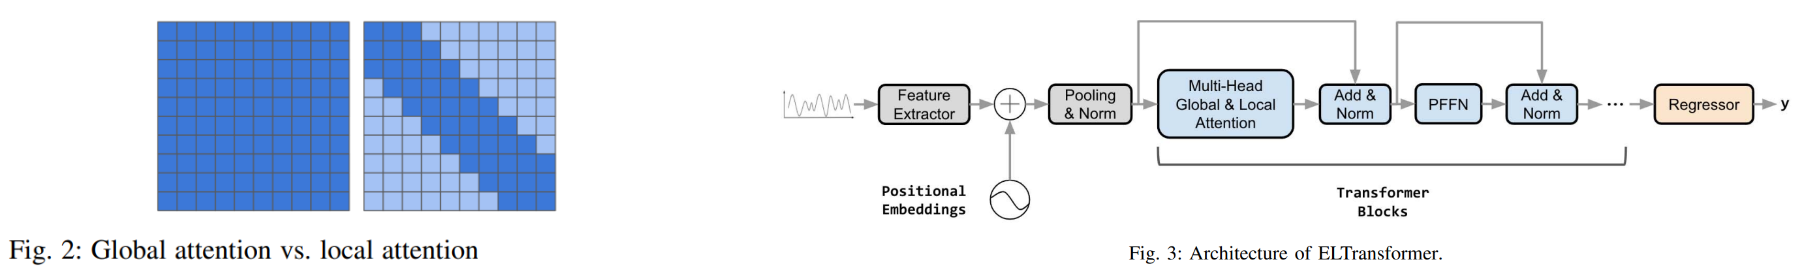 Fig. 2: Global attention vs. local attention
Feature
Extractor
Positional
Embeddings
Pooling
& Norm
Multi-Head
Global & Local
Attention
Add &
Norm
PFFN
Add &
Norm
...
Regressor
y
Transformer
Blocks
Fig. 3: Architecture of ELTransformer.